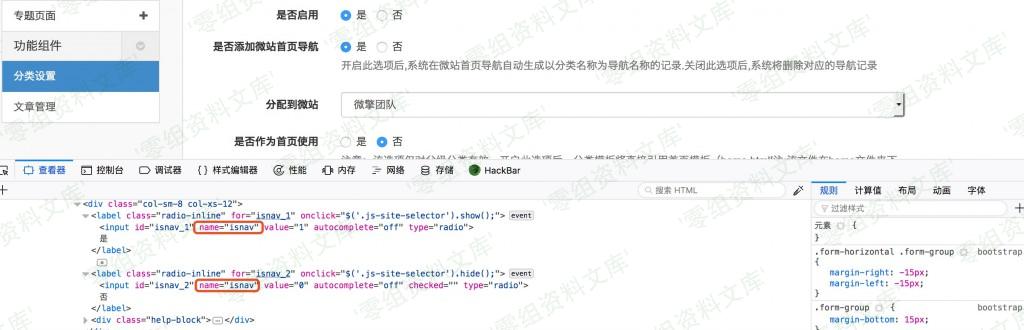 专题页面
+
是否启用
是
否
功能组件
是否添加微站首页导航
是
否
开启此选项后,系统在微站首页导航自动生成以分类名称为导航名称的记录.关闭此选项后,系统将删除对应的导航记录
分类设置
文章管理
分配到微站
微擎团队
是否作为首页使用
是
否
查看器
控制台
调试器
{ } 样式编辑器
性能
内存
网络
存储
HackBar
+
搜索 HTML
规则
计算值
布局
动画
字体
过滤样式
+
<div class="col-sm-8 col-xs-12">
<label class="radio-inline" for="isnav_1" onclick="$('.js-site-selector').show();"> event
<input id="isnav_1" name="isnav" value="1" autocomplete="off" type="radio">
是
</label>
<label class="radio-inline" for="isnav_2" onclick="$('.js-site-selector').hide();"> event
<input id="isnav_2" name="isnav" value="0" autocomplete="off" checked="" type="radio">
否
</label>
<div class="help-block"></div>
元素 {
}
.form-horizontal .form-group { bootstrap
margin-right: -15px;
margin-left: -15px;
}
.form-group { bootstrap
margin-bottom: 15px;
'零组资料文库'